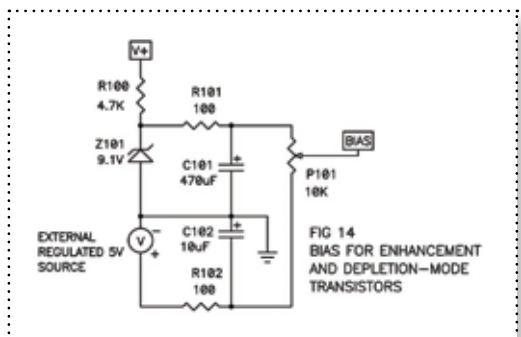 V+
R100
4.7K
R101
100
Z101
9.1V
C101
470uF
BIAS
P101
10K
EXTERNAL
REGULATED 5V
SOURCE
V
C102
10uF
R102
100
FIG 14
BIAS FOR ENHANCEMENT
AND DEPLETION-MODE
TRANSISTORS